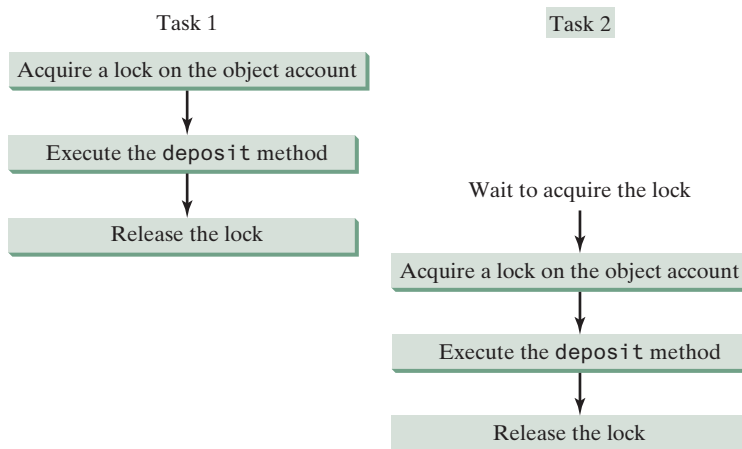 Task 1
Acquire a lock on the object account
Execute the deposit method
Release the lock
Task 2
Wait to acquire the lock
Acquire a lock on the object account
Execute the deposit method
Release the lock